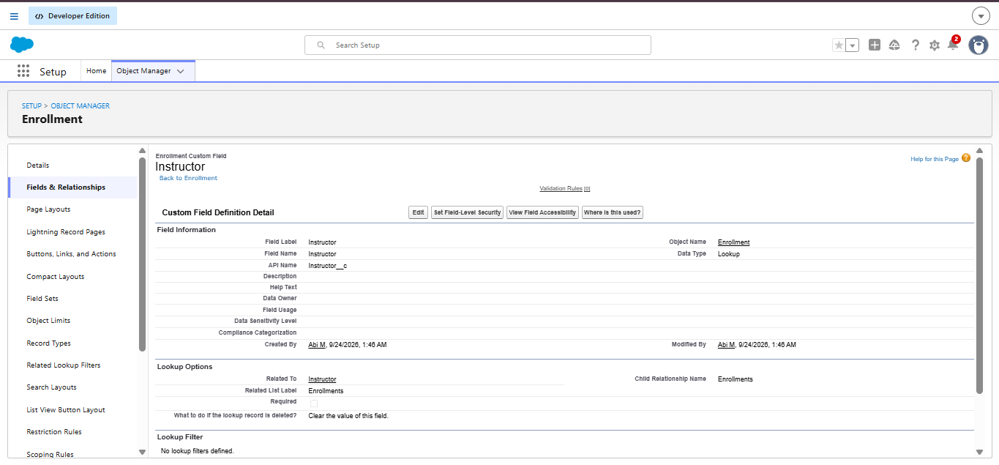 Developer Edition
Search Setup
2
Setup
Home
Object Manager
SETUP > OBJECT MANAGER
Enrollment
Details
Fields & Relationships
Page Layouts
Lightning Record Pages
Buttons, Links, and Actions
Compact Layouts
Field Sets
Object Limits
Record Types
Related Lookup Filters
Search Layouts
List View Button Layout
Restriction Rules
Scoping Rules
Enrollment Custom Field
Instructor
Back to Enrollment
Help for this Page ?
Validation Rules [0]
Custom Field Definition Detail
Edit
Set Field-Level Security
View Field Accessibility
Where is this used?
Field Information
Field Label Instructor Object Name Enrollment
Field Name Instructor Data Type Lookup
API Name Instructor__c
Description
Help Text
Data Owner
Field Usage
Data Sensitivity Level
Compliance Categorization
Created By Abi M, 9/24/2026, 1:46 AM Modified By Abi M, 9/24/2026, 1:46 AM
Lookup Options
Related To Instructor Child Relationship Name Enrollments
Related List Label Enrollments
Required
What to do if the lookup record is deleted? Clear the value of this field.
Lookup Filter
No lookup filters defined.